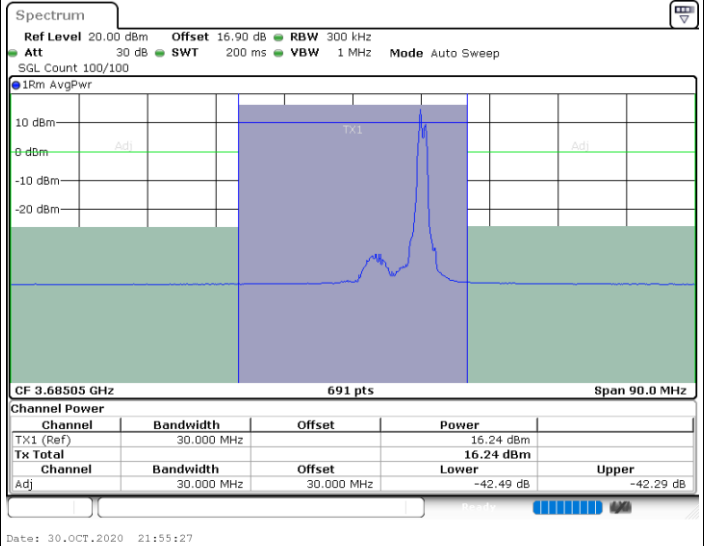 Spectrum
Ref Level 20.00 dBm Offset 16.90 dB RBW 300 kHz
Att 30 dB SWT 200 ms VBW 1 MHz Mode Auto Sweep
SGL Count 100/100
1Rm AvgPwr
10 dBm
TX1
0 dBm
Adj
Adj
-10 dBm
-20 dBm
CF 3.68505 GHz 691 pts Span 90.0 MHz
Channel Power
Channel Bandwidth Offset Power
TX1 (Ref) 30.000 MHz 16.24 dBm
Tx Total 16.24 dBm
Channel Bandwidth Offset Lower Upper
Adj 30.000 MHz 30.000 MHz -42.49 dB -42.29 dB
Ready
Date: 30.OCT.2020 21:55:27